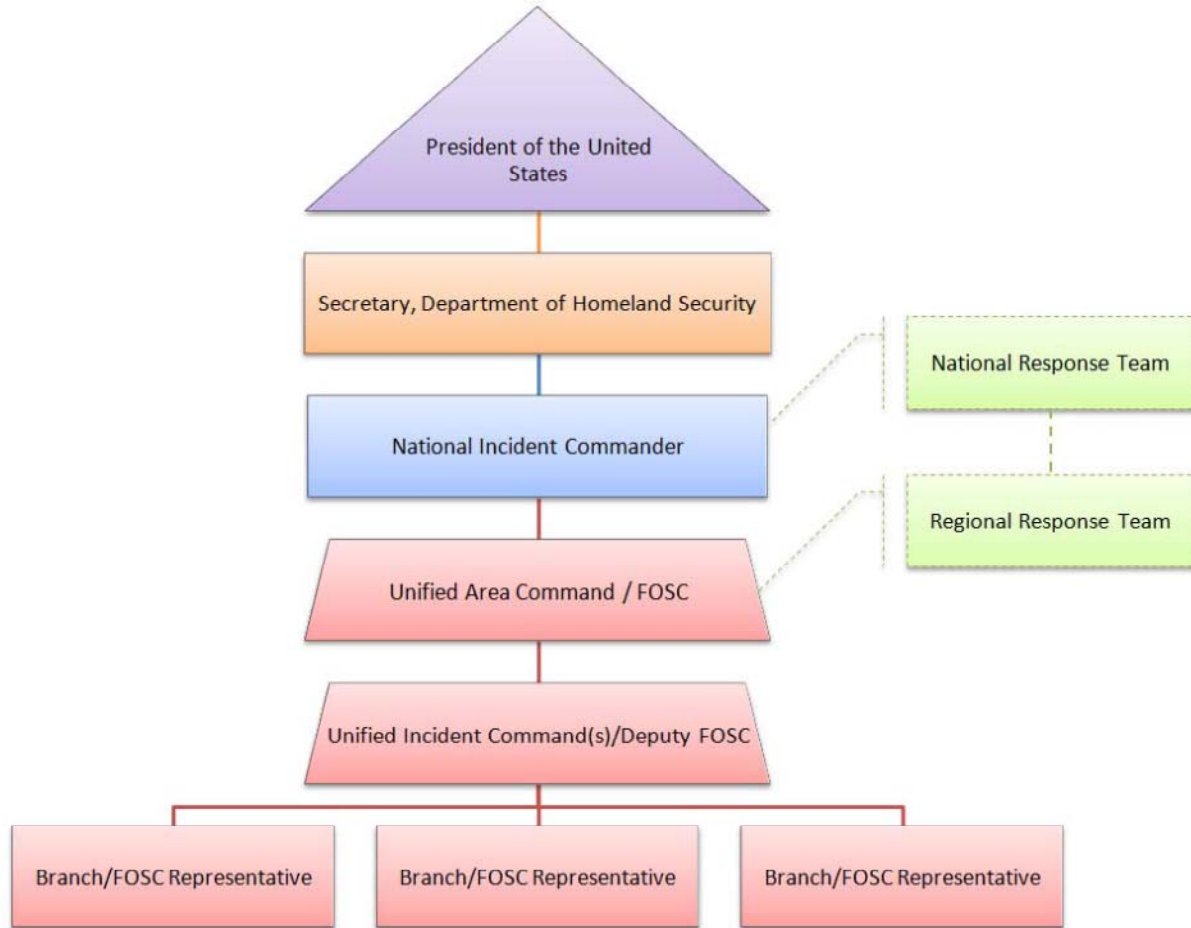 President of the United
States
Secretary, Department of Homeland Security
National Response Team
National Incident Commander
Regional Response Team
Unified Area Command / FOSC
Unified Incident Command(s)/Deputy FOSC
Branch/FOSC Representative
Branch/FOSC Representative
Branch/FOSC Representative